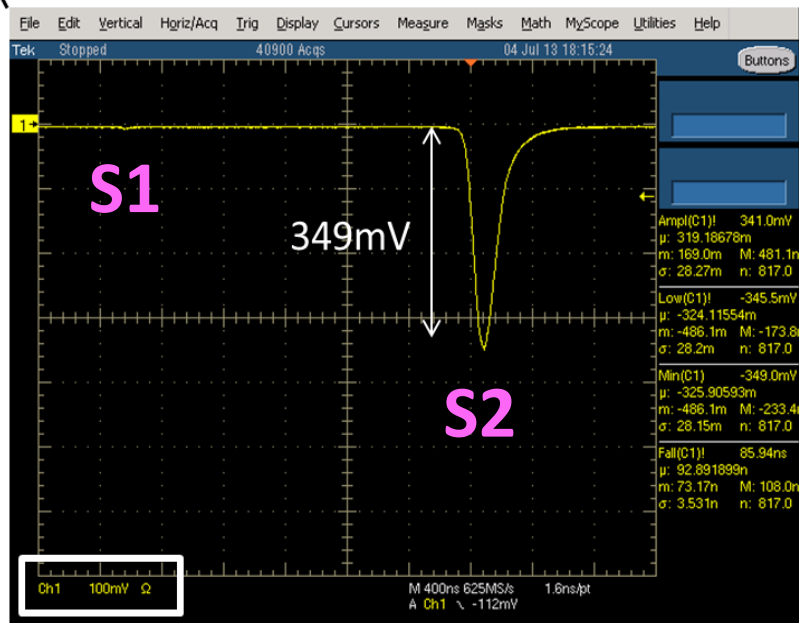 File Edit Vertical Horiz/Acq Trig Display Cursors Measure Masks Math MyScope Utilities Help
Tek Stopped 40900 Acqs 04 Jul 13 18:15:24
Buttons
1
S1
349mV
S2
Ampl(C1)! 341.0mV
µ: 319.18678m
m: 169.0m M: 481.1m
σ: 28.27m n: 817.0
Low(C1)! -345.5mV
µ: -324.11554m
m: -486.1m M: -173.8
σ: 28.2m n: 817.0
Min(C1) -349.0mV
µ: -325.90593m
m: -486.1m M: -233.4
σ: 28.15m n: 817.0
Fall(C1)! 85.94ns
µ: 92.891899n
m: 73.17n M: 108.0n
σ: 3.531n n: 817.0
Ch1 100mV Ω
M 400ns 625MS/s 1.6ns/pt
A Ch1 \ -112mV